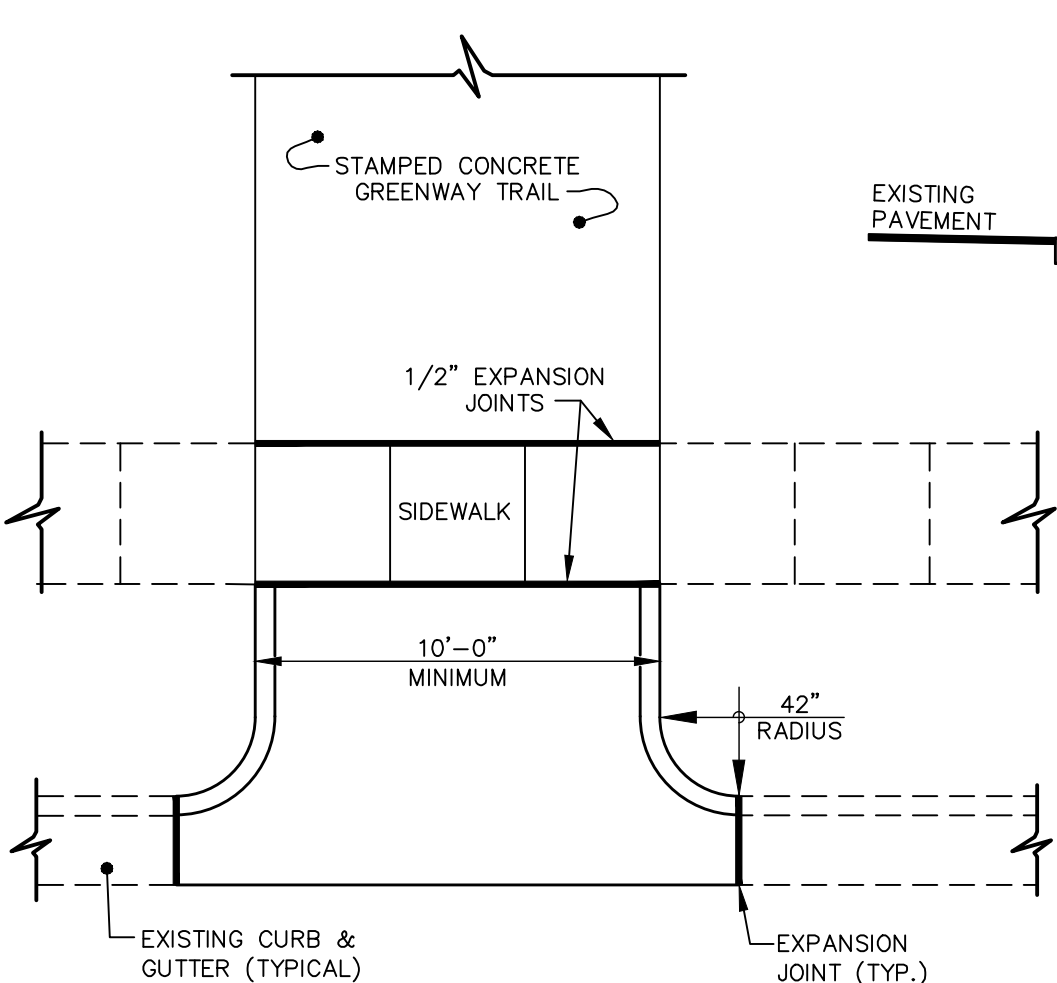 STAMPED CONCRETE
GREENWAY TRAIL
EXISTING
PAVEMENT
1/2" EXPANSION
JOINTS
SIDEWALK
10'-0"
MINIMUM
42"
RADIUS
EXISTING CURB &
GUTTER (TYPICAL)
EXPANSION
JOINT (TYP.)